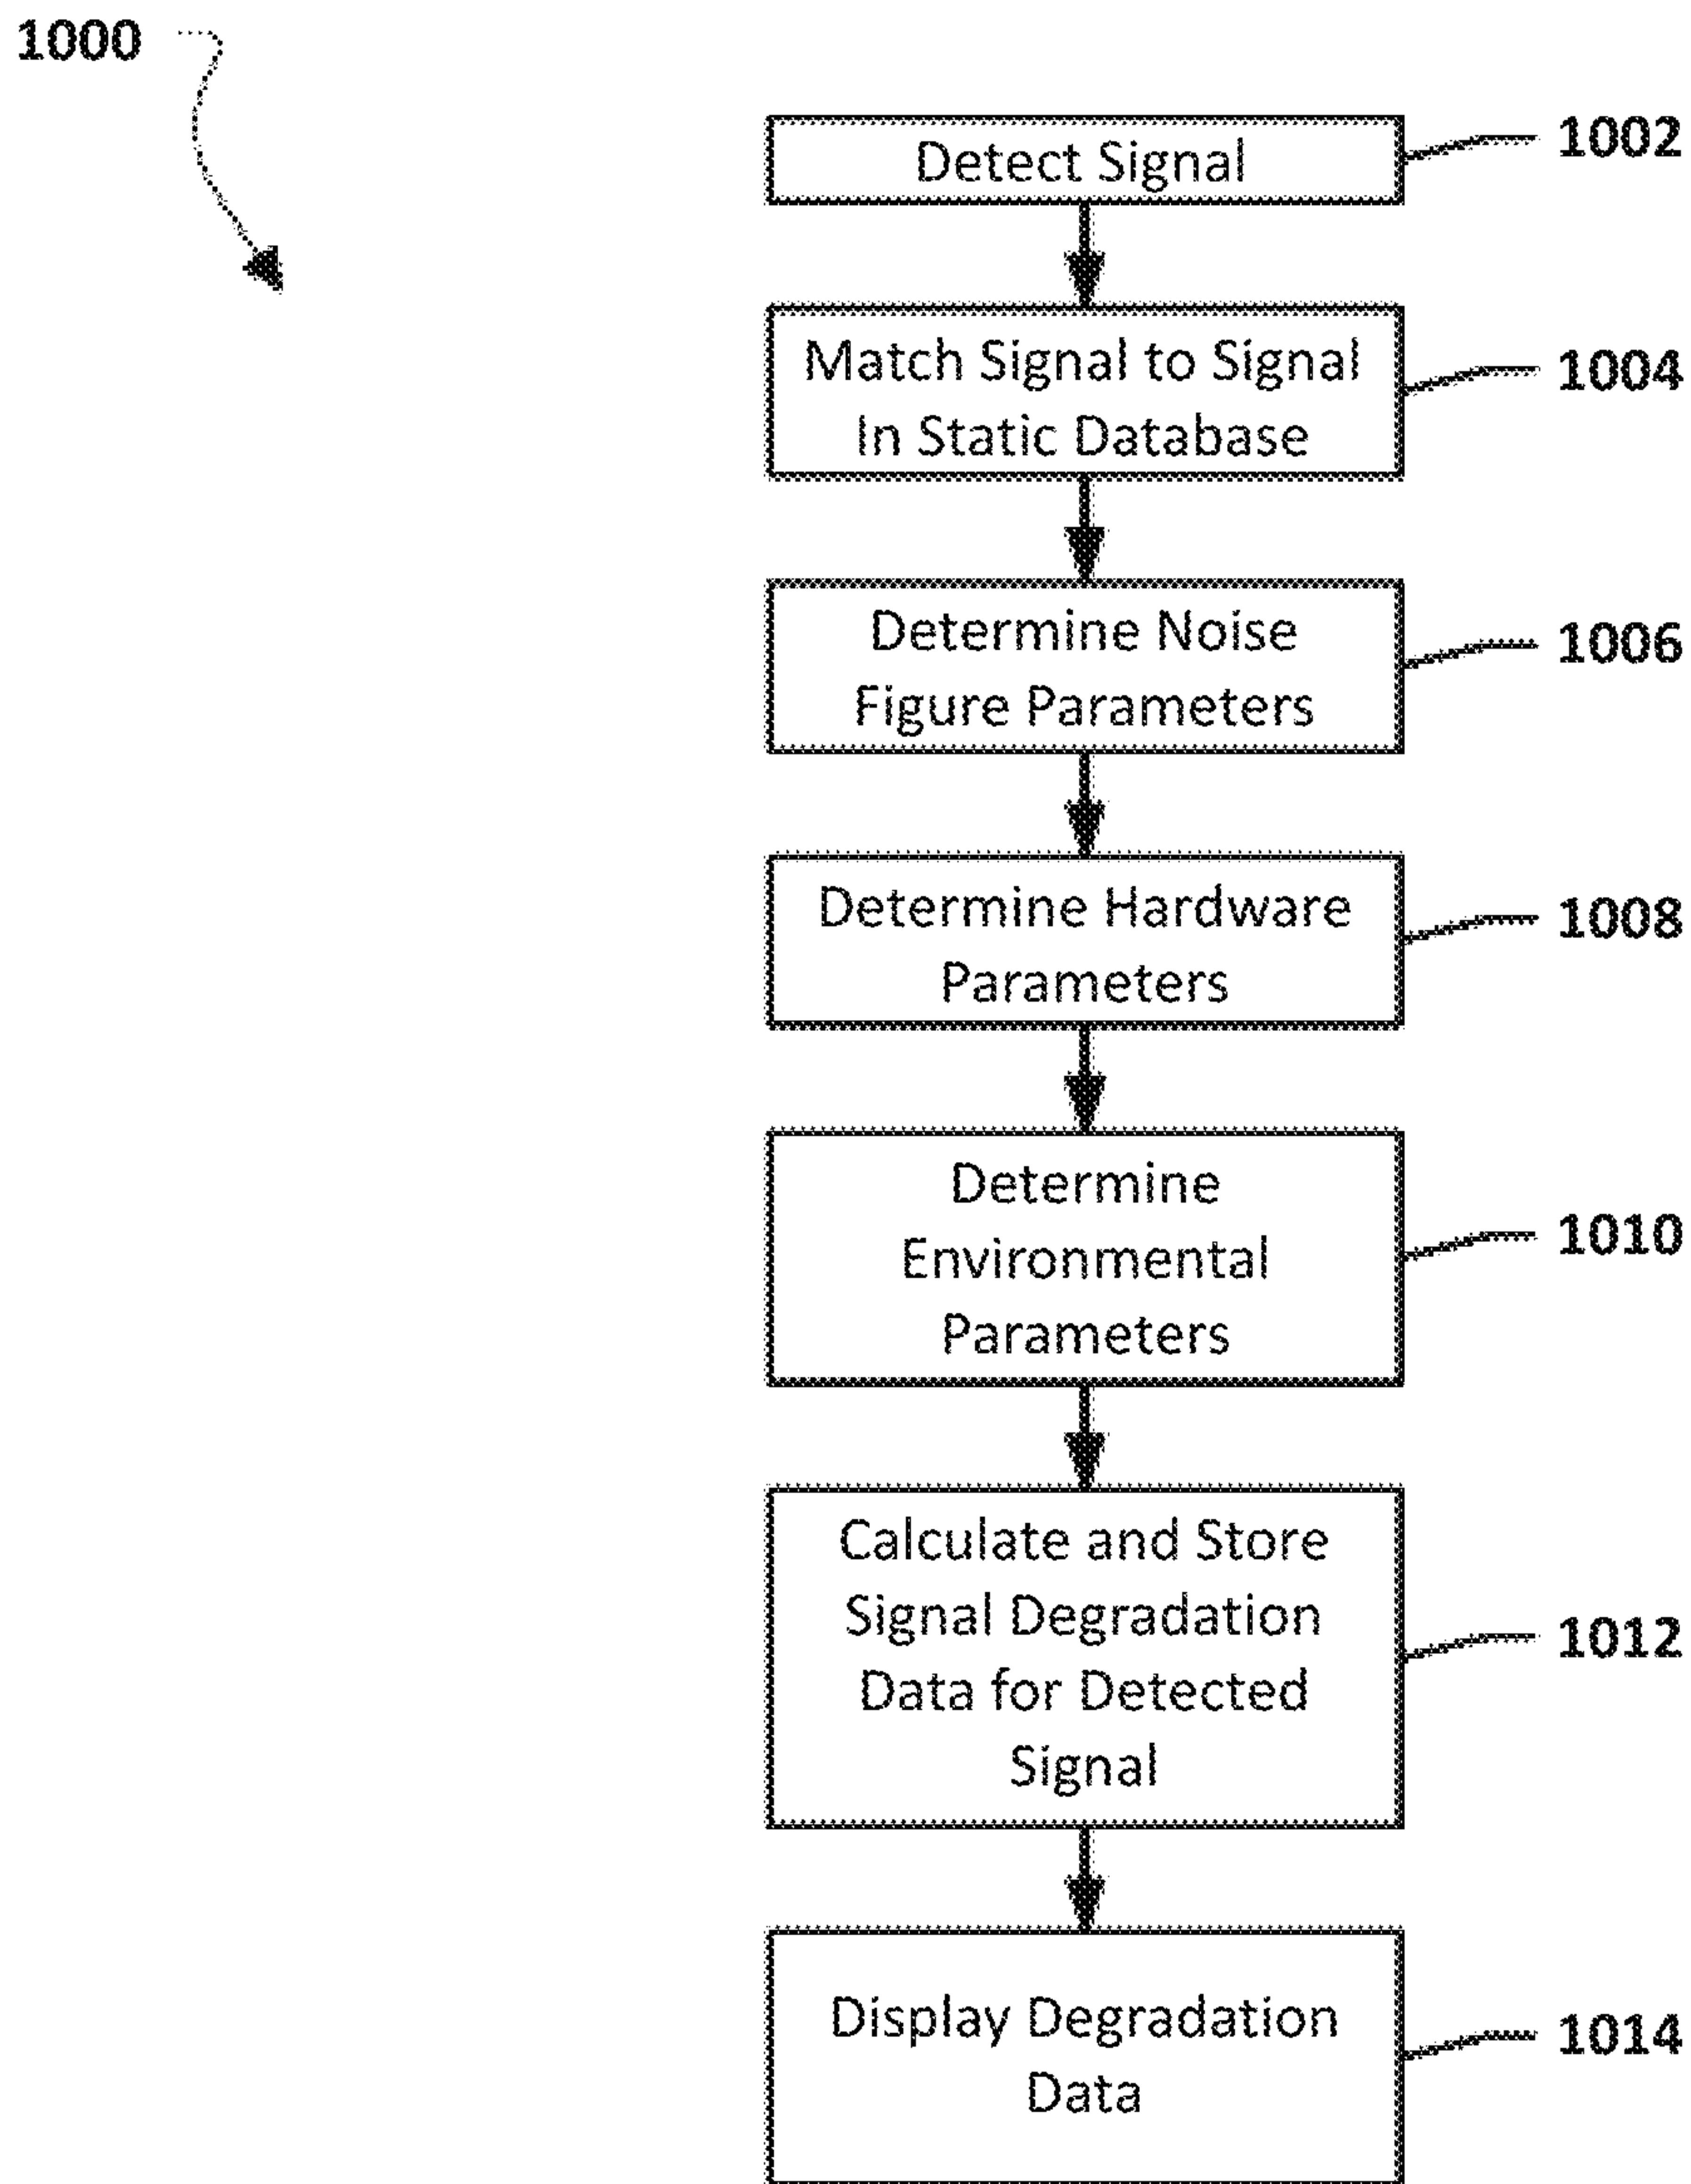 1000
Detect Signal
1002
Match Signal to Signal
In Static Database
1004
Determine Noise
Figure Parameters
1006
Determine Hardware
Parameters
1008
Determine
Environmental
Parameters
1010
Calculate and Store
Signal Degradation
Data for Detected
Signal
1012
Display Degradation
Data
1014